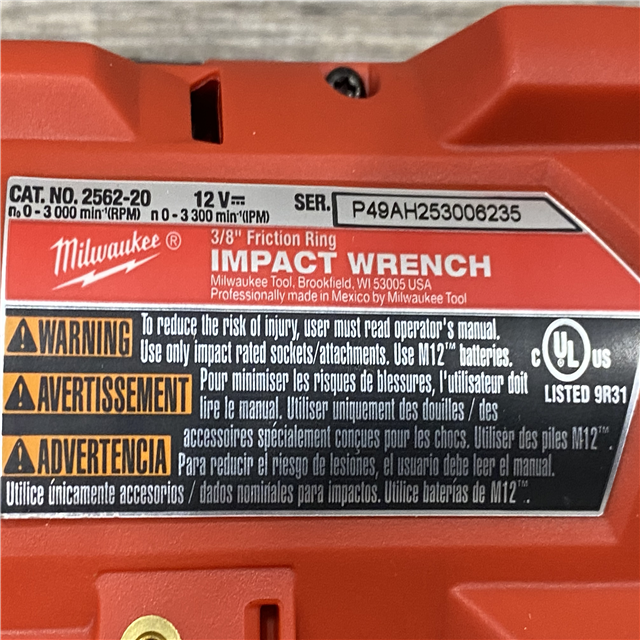 CAT. NO. 2562-20 12 V⎓ SER. P49AH253006235
n₀ 0 - 3 000 min⁻¹(RPM) n 0 - 3 300 min⁻¹(IPM)
Milwaukee ®
3/8" Friction Ring
IMPACT WRENCH
Milwaukee Tool, Brookfield, WI 53005 USA
Professionally made in Mexico by Milwaukee Tool
WARNING To reduce the risk of injury, user must read operator's manual.
Use only impact rated sockets/attachments. Use M12™ batteries.
C UL US
LISTED 9R31
AVERTISSEMENT Pour minimiser les risques de blessures, l'utilisateur doit
lire le manual. Utiliser uniquement des douilles / des
accessoires spécialement conçues pour les chocs. Utiliser des piles M12™.
ADVERTENCIA Para reducir el riesgo de lesiones, el usuario debe leer el manual.
Utilice únicamente accesorios / dados nominales para impactos. Utilice baterías de M12™.